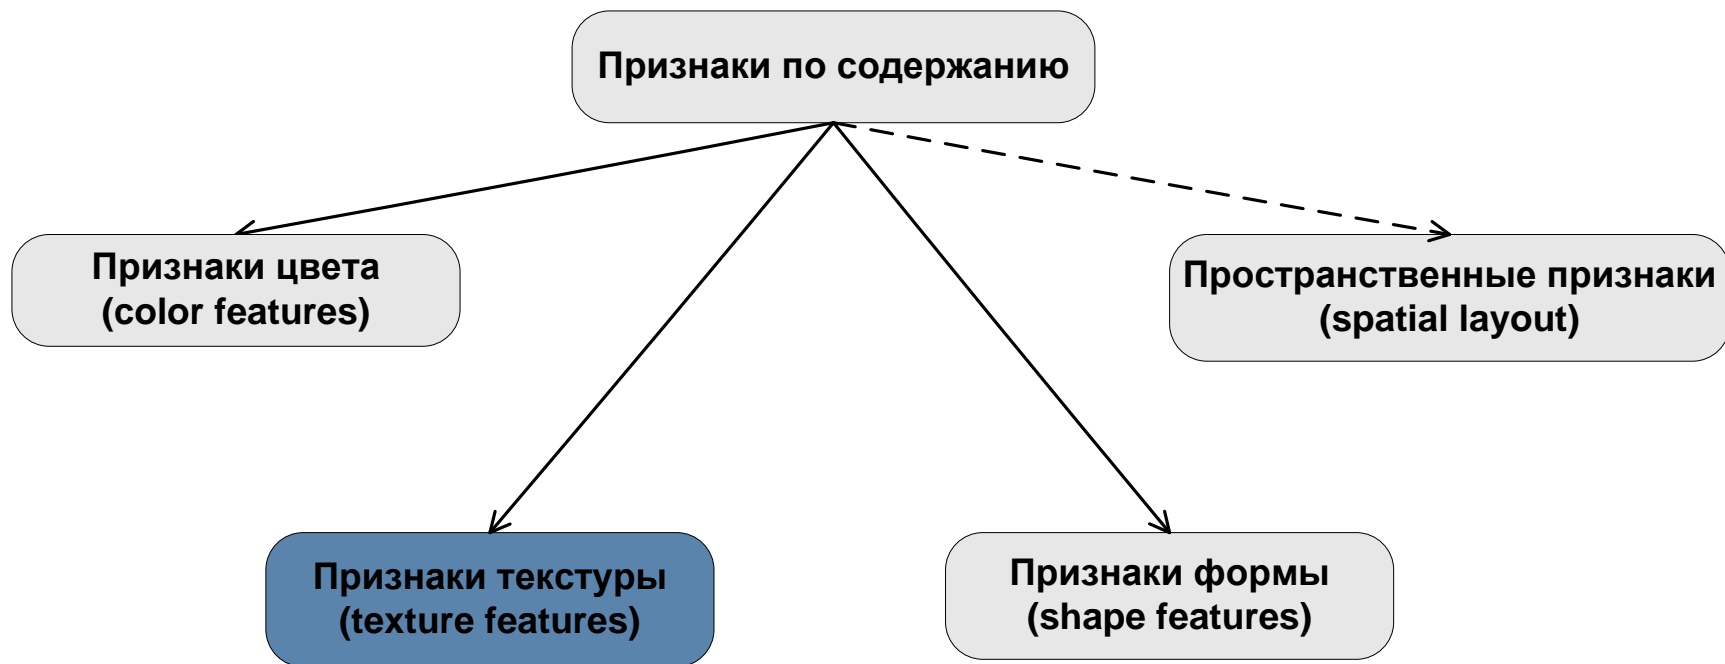 Признаки по содержанию
Признаки цвета
(color features)
Пространственные признаки
(spatial layout)
Признаки текстуры
(texture features)
Признаки формы
(shape features)